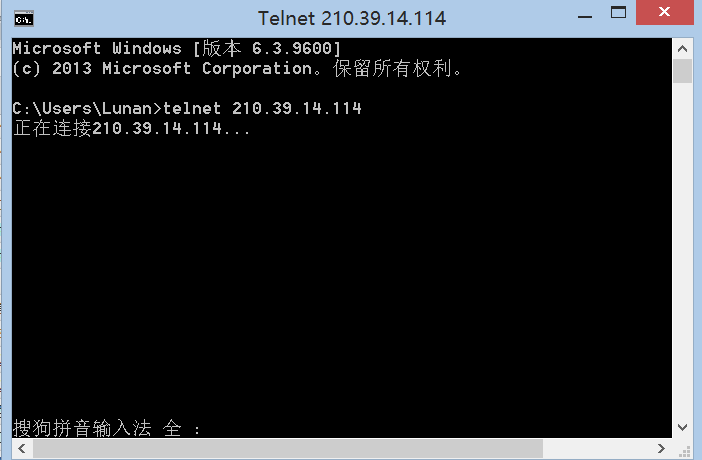 Telnet 210.39.14.114
Microsoft Windows [版本 6.3.9600]
(c) 2013 Microsoft Corporation。保留所有权利。
C:\Users\Lunan>telnet 210.39.14.114
正在连接210.39.14.114...
搜狗拼音输入法 全 :